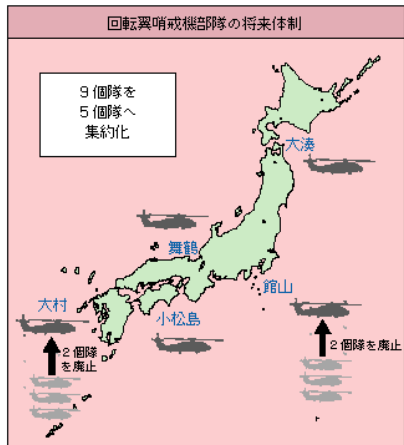 回転翼哨戒機部隊の将来体制
9個隊を
5個隊へ
集約化
大湊
舞鶴
館山
大村
小松島
2個隊
を廃止
2個隊を廃止